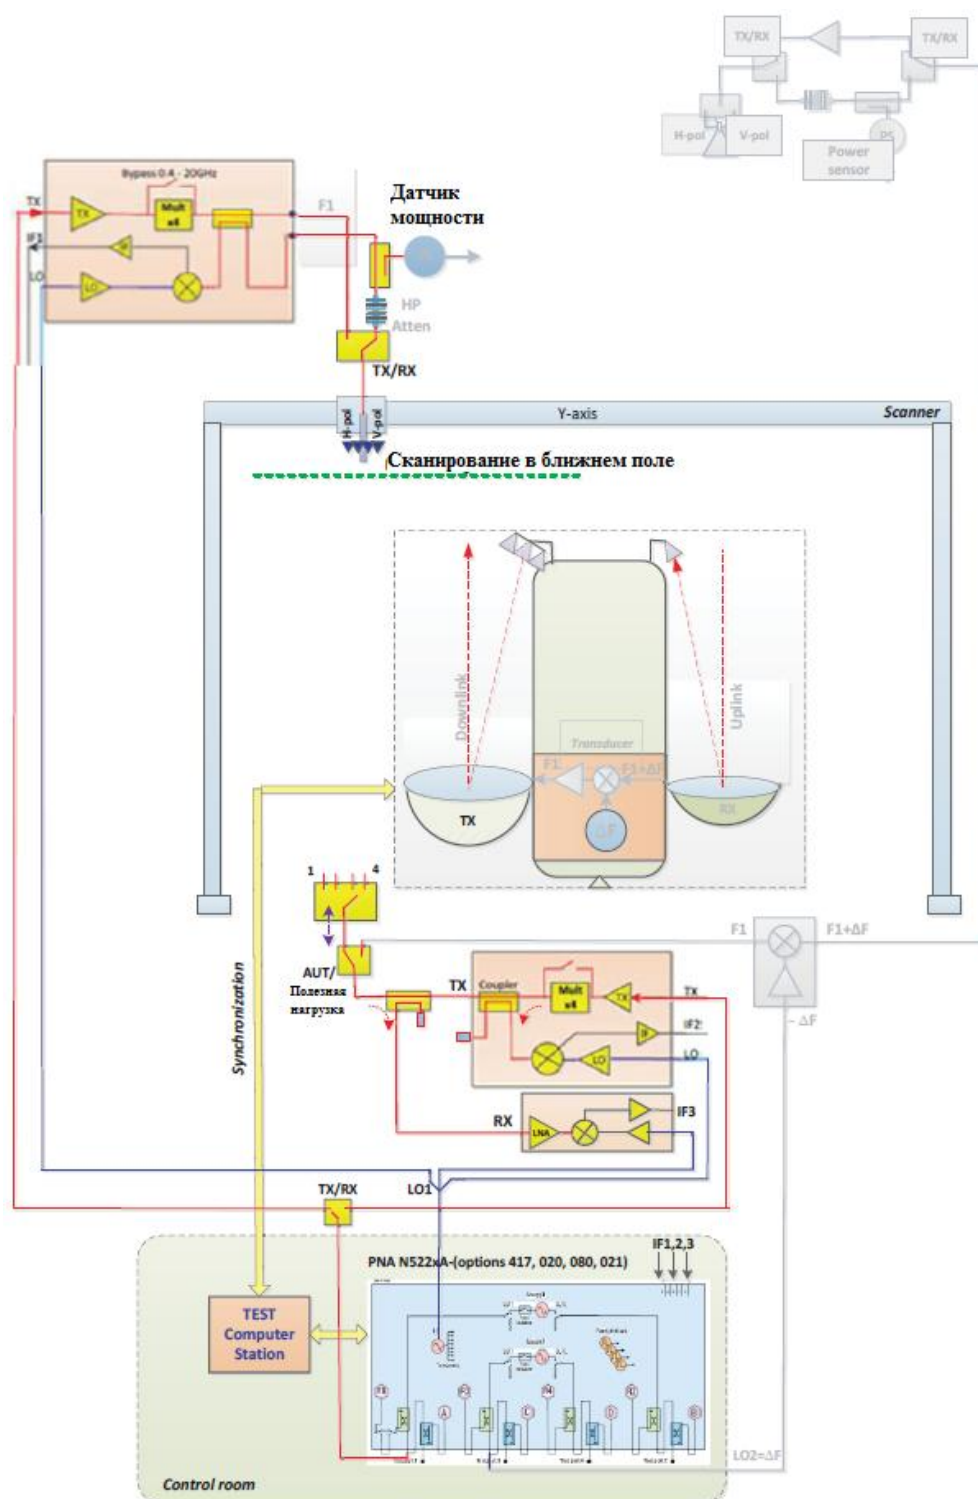 TX/RX
TX/RX
H-pol
V-pol
PS
Power
sensor
Bypass 0.4 - 20GHz
TX
TX
Mult
x4
F1
IF1
IF
LO
LO
Датчик
мощности
HP
Atten
TX/RX
H-pol
V-pol
Y-axis
Scanner
Сканирование в ближнем поле
Downlink
Uplink
Transducer
F1
F1+ΔF
ΔF
TX
RX
Synchronization
1
4
AUT/
Полезная
нагрузка
TX
Coupler
Mult
x4
TX
TX
IF
IF2
LO
LO
RX
LNA
IF3
F1
F1+ΔF
- ΔF
TX/RX
LO1
PNA N522xA-(options 417, 020, 080, 021)
IF1,2,3
TEST
Computer
Station
A
C
D
B
LO2=ΔF
Control room